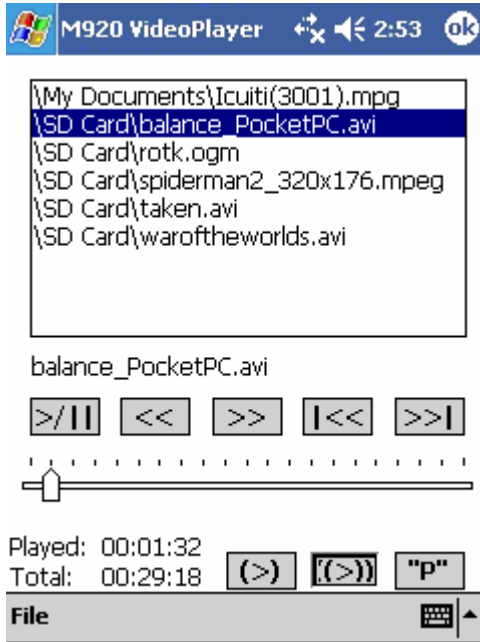 M920 VideoPlayer 2:53 ok
\My Documents\Icuiti(3001).mpg
\SD Card\balance_PocketPC.avi
\SD Card\rotk.ogm
\SD Card\spiderman2_320x176.mpeg
\SD Card\taken.avi
\SD Card\waroftheworlds.avi
balance_PocketPC.avi
>/|| << >> |<< >>|
Played: 00:01:32
Total: 00:29:18 (>) ((>)) "P"
File